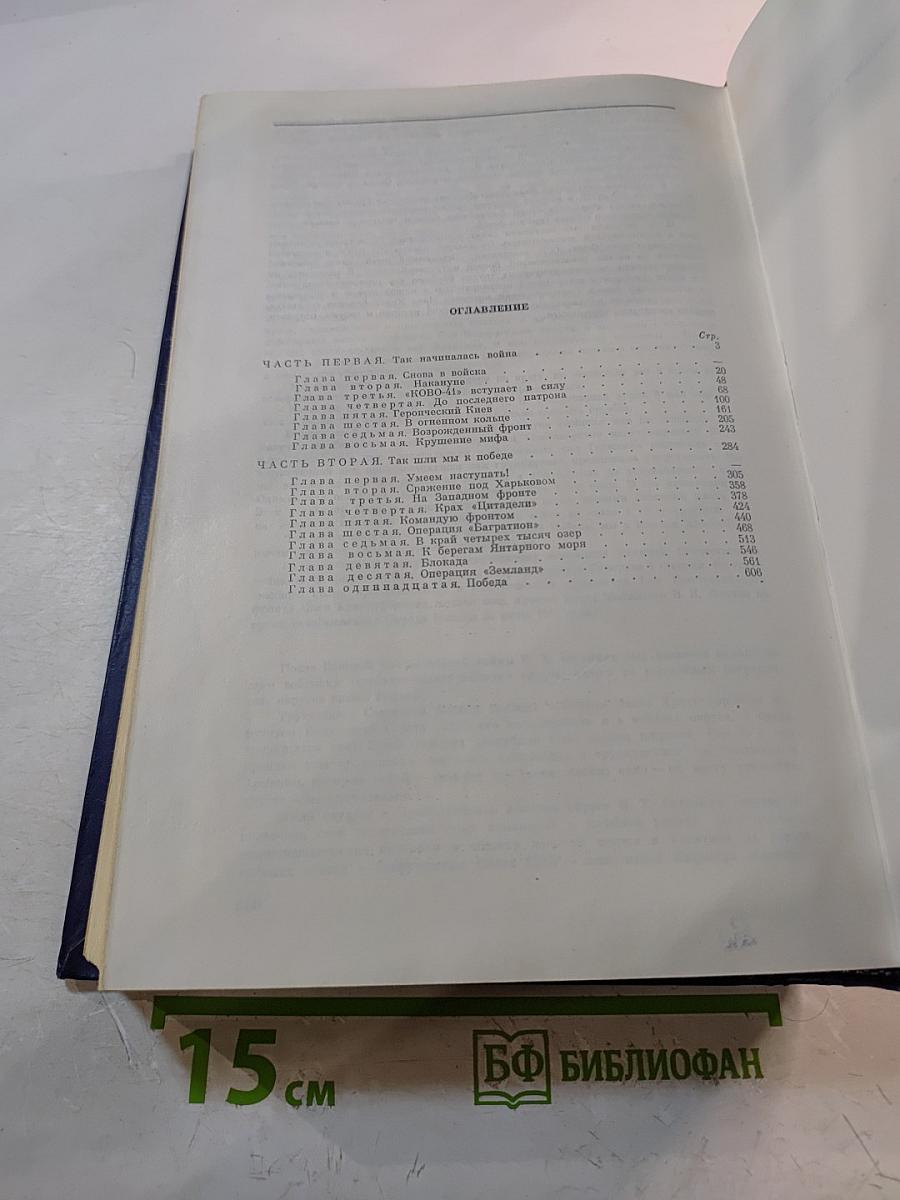 ОГЛАВЛЕНИЕ
Стр.
ЧАСТЬ ПЕРВАЯ. Так начиналась война . . . . . . . . . 3
Глава первая. Снова в войска . . . . . . . . . —
Глава вторая. Накануне . . . . . . . . . 20
Глава третья. «КОВО-41» вступает в силу . . . . . . . . . 48
Глава четвертая. До последнего патрона . . . . . . . . . 68
Глава пятая. Героический Киев . . . . . . . . . 100
Глава шестая. В огненном кольце . . . . . . . . . 161
Глава седьмая. Возрожденный фронт . . . . . . . . . 205
Глава восьмая. Крушение мифа . . . . . . . . . 243
ЧАСТЬ ВТОРАЯ. Так шли мы к победе . . . . . . . . . 284
Глава первая. Умеем наступать! . . . . . . . . . —
Глава вторая. Сражение под Харьковом . . . . . . . . . 305
Глава третья. На Западном фронте . . . . . . . . . 358
Глава четвертая. Крах «Цитадели» . . . . . . . . . 378
Глава пятая. Командую фронтом . . . . . . . . . 424
Глава шестая. Операция «Багратион» . . . . . . . . . 440
Глава седьмая. В край четырех тысяч озер . . . . . . . . . 468
Глава восьмая. К берегам Янтарного моря . . . . . . . . . 513
Глава девятая. Блокада . . . . . . . . . 546
Глава десятая. Операция «Земланд» . . . . . . . . . 561
Глава одиннадцатая. Победа . . . . . . . . . 606
15 см
БФ БИБЛИОФАН